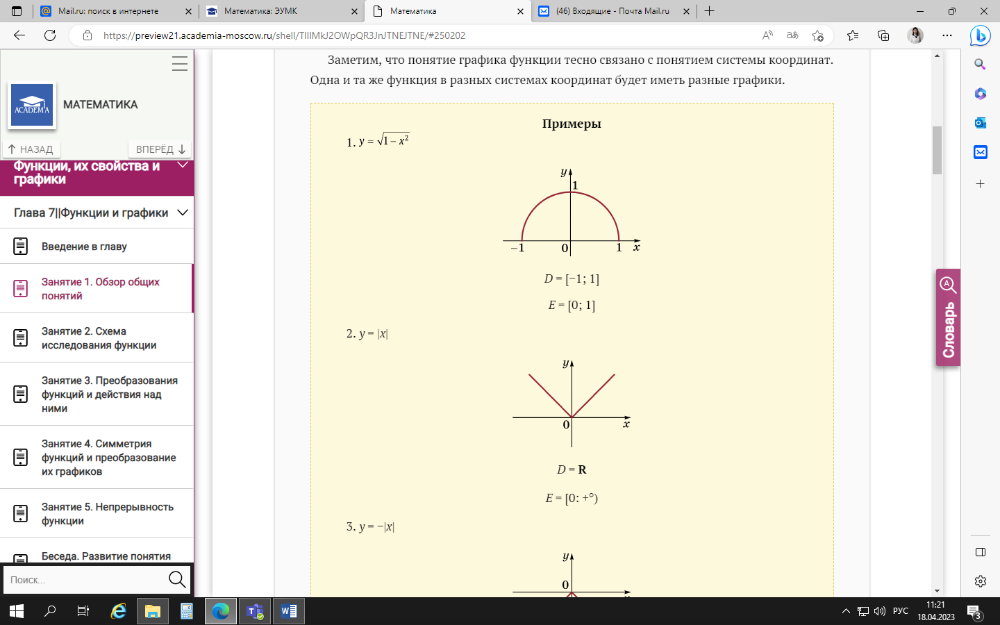 Mail.ru: поиск в интернете
Математика: ЭУМК
Математика
(46) Входящие - Почта Mail.ru
https://preview21.academia-moscow.ru/shell/TlIIMkJ2OWpQR3JnJTNEJTNE/#250202
ACADEM'A
МАТЕМАТИКА
НАЗАД
ВПЕРЁД
Функции, их свойства и
графики
Глава 7||Функции и графики
Введение в главу
Занятие 1. Обзор общих
понятий
Занятие 2. Схема
исследования функции
Занятие 3. Преобразования
функций и действия над
ними
Занятие 4. Симметрия
функций и преобразование
их графиков
Занятие 5. Непрерывность
функции
Беседа. Развитие понятия
Поиск...
Заметим, что понятие графика функции тесно связано с понятием системы координат.
Одна и та же функция в разных системах координат будет иметь разные графики.
Примеры
1. y = √1 – x²
y
1
–1
0
1
x
D = [−1; 1]
E = [0; 1]
2. y = |x|
y
0
x
D = R
E = [0: +°)
3. y = −|x|
y
0
Словарь
РУС
11:21
18.04.2023
3